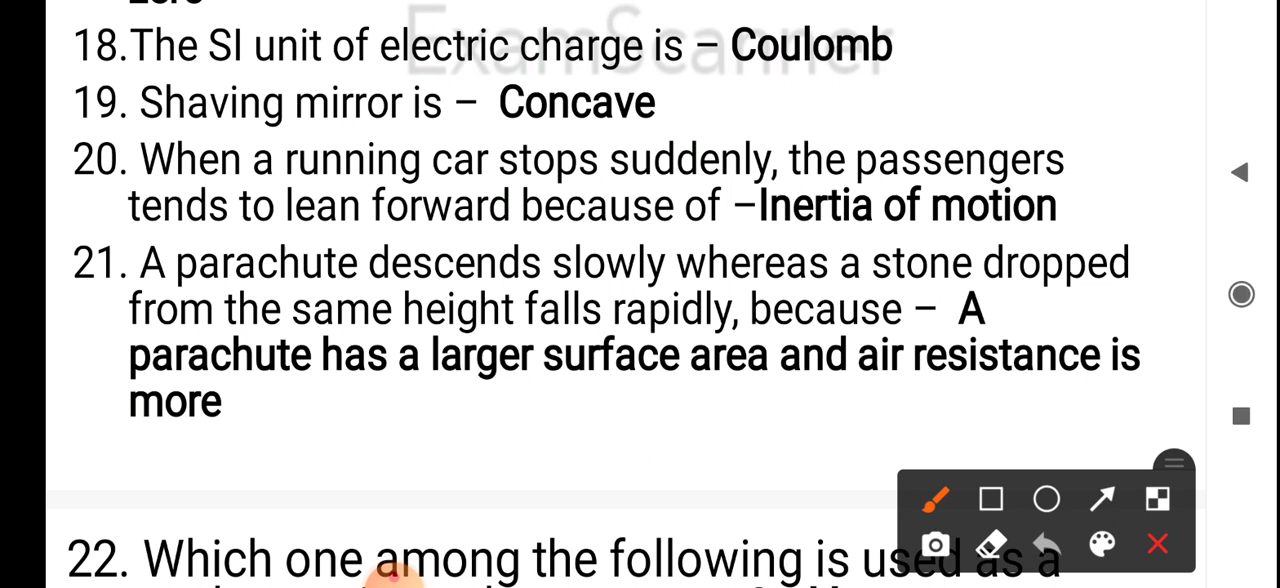 18.The SI unit of electric charge is – Coulomb
ExamScanner
19. Shaving mirror is – Concave
20. When a running car stops suddenly, the passengers
tends to lean forward because of –Inertia of motion
21. A parachute descends slowly whereas a stone dropped
from the same height falls rapidly, because – A
parachute has a larger surface area and air resistance is
more
22. Which one among the following is used as a